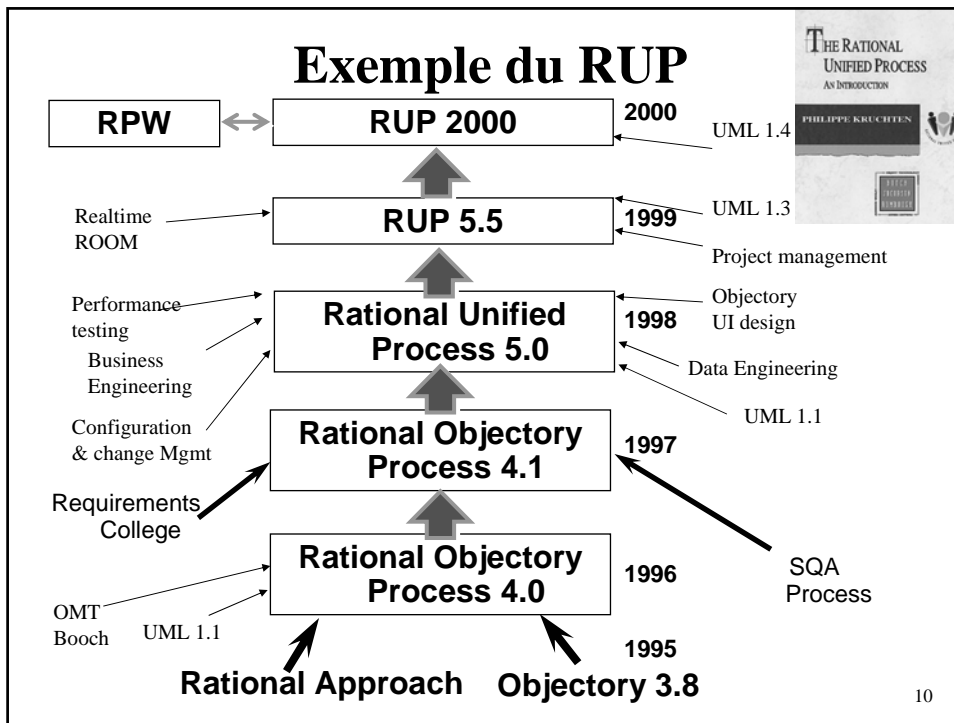 Exemple du RUP
THE RATIONAL
UNIFIED PROCESS
AN INTRODUCTION
PHILIPPE KRUCHTEN
RPW
RUP 2000
2000
UML 1.4
Realtime
ROOM
RUP 5.5
UML 1.3
1999
Project management
Performance
testing
Business
Engineering
Configuration
& change Mgmt
Rational Unified
Process 5.0
1998
Objectory
UI design
Data Engineering
UML 1.1
Rational Objectory
Process 4.1
1997
Requirements
College
SQA
Process
Rational Objectory
Process 4.0
1996
OMT
Booch
UML 1.1
1995
Rational Approach
Objectory 3.8
10